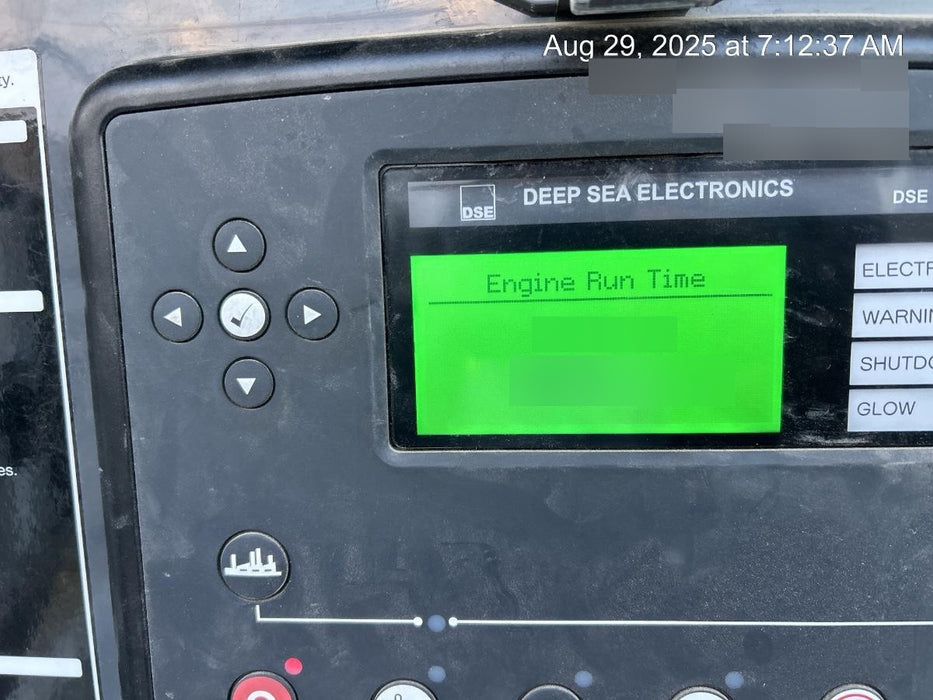 Aug 29, 2025 at 7:12:37 AM
ty.
DSE
DEEP SEA ELECTRONICS
DSE
Engine Run Time
ELECTR
WARNIN
SHUTDO
GLOW
es.